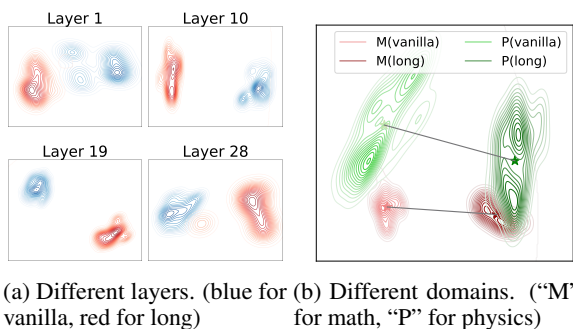 Layer 1
Layer 10
Layer 19
Layer 28
M(vanilla)
M(long)
P(vanilla)
P(long)
(a) Different layers. (blue for
vanilla, red for long)
(b) Different domains. (“M”
for math, “P” for physics)